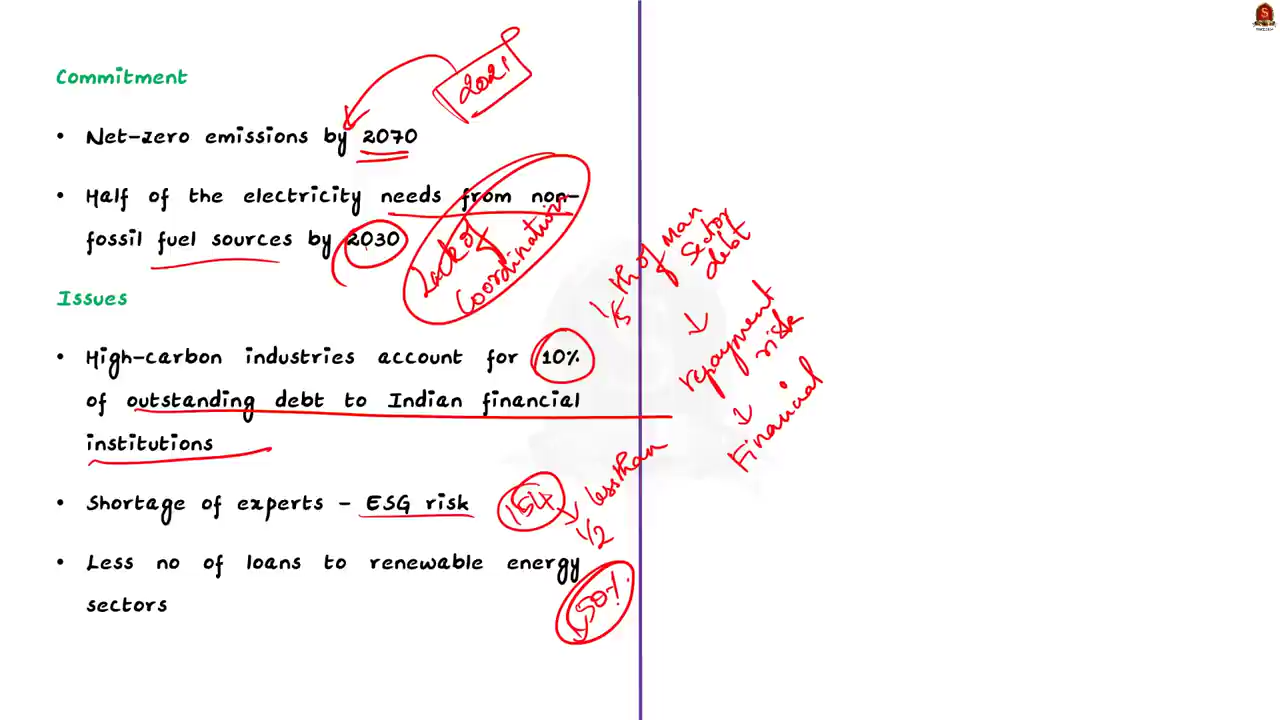 Commitment
2021
• Net-zero emissions by 2070
• Half of the electricity needs from non-
fossil fuel sources by 2030
Lack of
Coordination
Issues
• High-carbon industries account for 10%
of outstanding debt to Indian financial
institutions
1/5 th of man
Sector
debt
↓
repayment
risk
↓
Financial
• Shortage of experts - ESG risk
154 → less than
1/2
• Less no of loans to renewable energy
sectors
↓ 50%